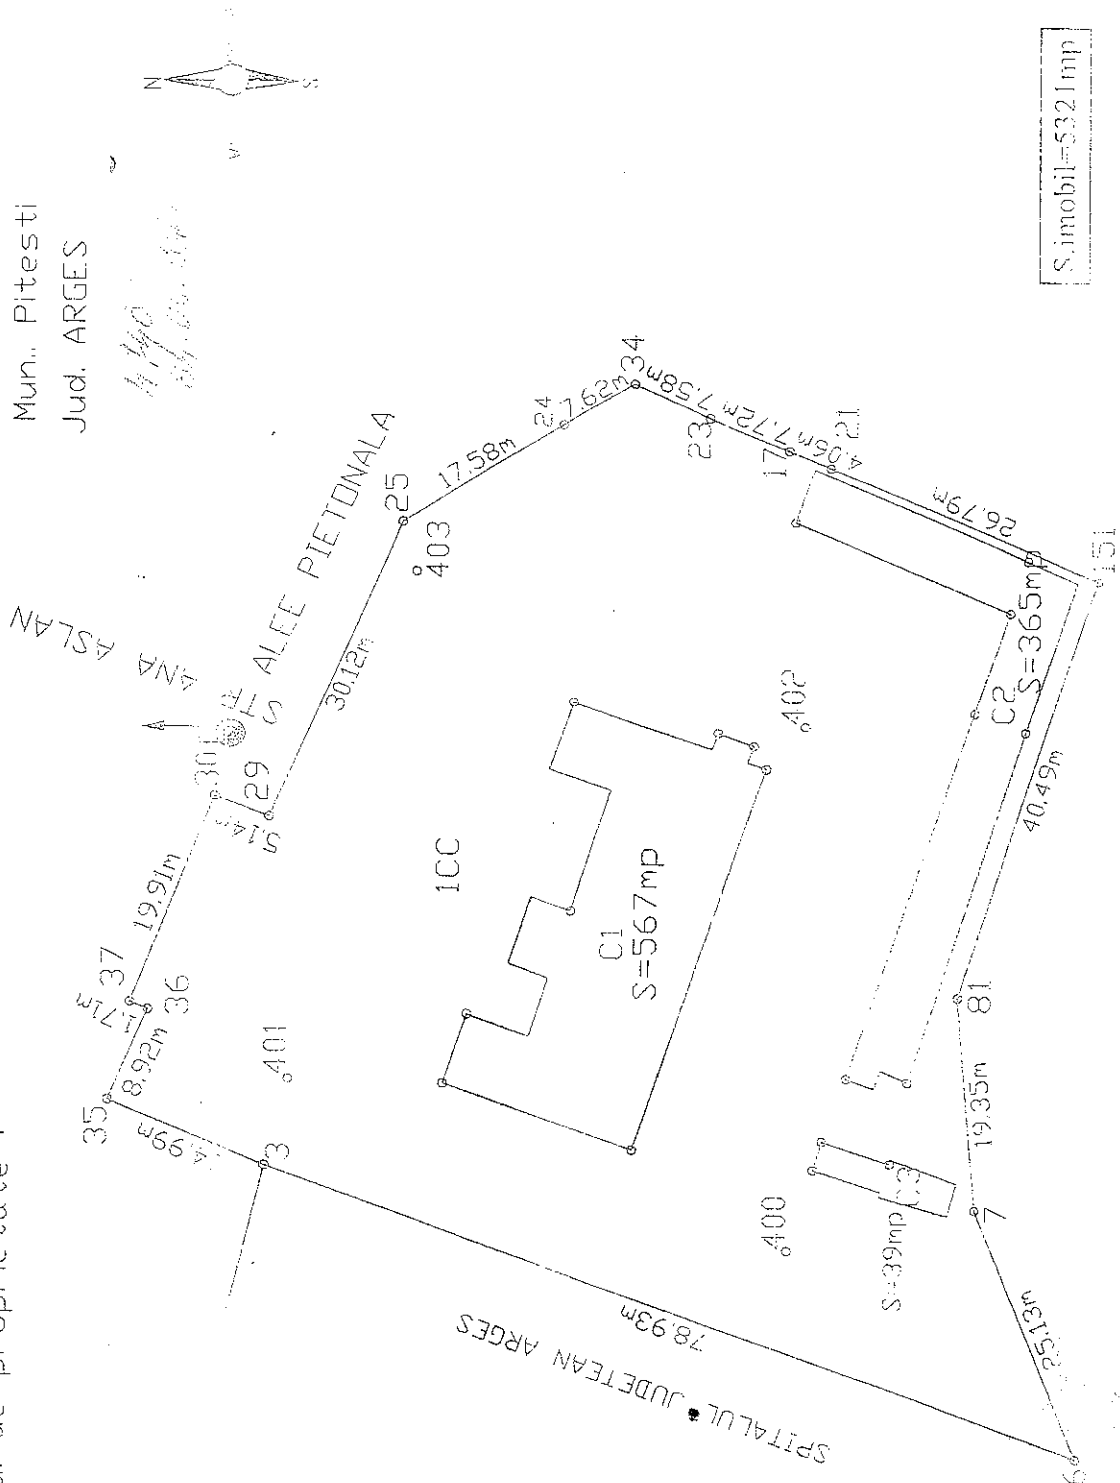 Mun. Pitesti
Jud. ARGES
N
S
V
STR ANA ASLAN
ALEE PIETONALA
35
8.92m
36
1.71m
37
19.91m
301
5.14m
29
30.12m
25
403
17.58m
24
7.62m
34
7.58m
23
7.72m
17
4.06m
21
26.79m
151
40.49m
81
19.35m
7
25.13m
6
78.93m
3
401
400
402
1CC
C1
S=567mp
C2
S=365mp
C3
S=39mp
SPITALUL JUDETEAN ARGES
S.imobil=5321mp